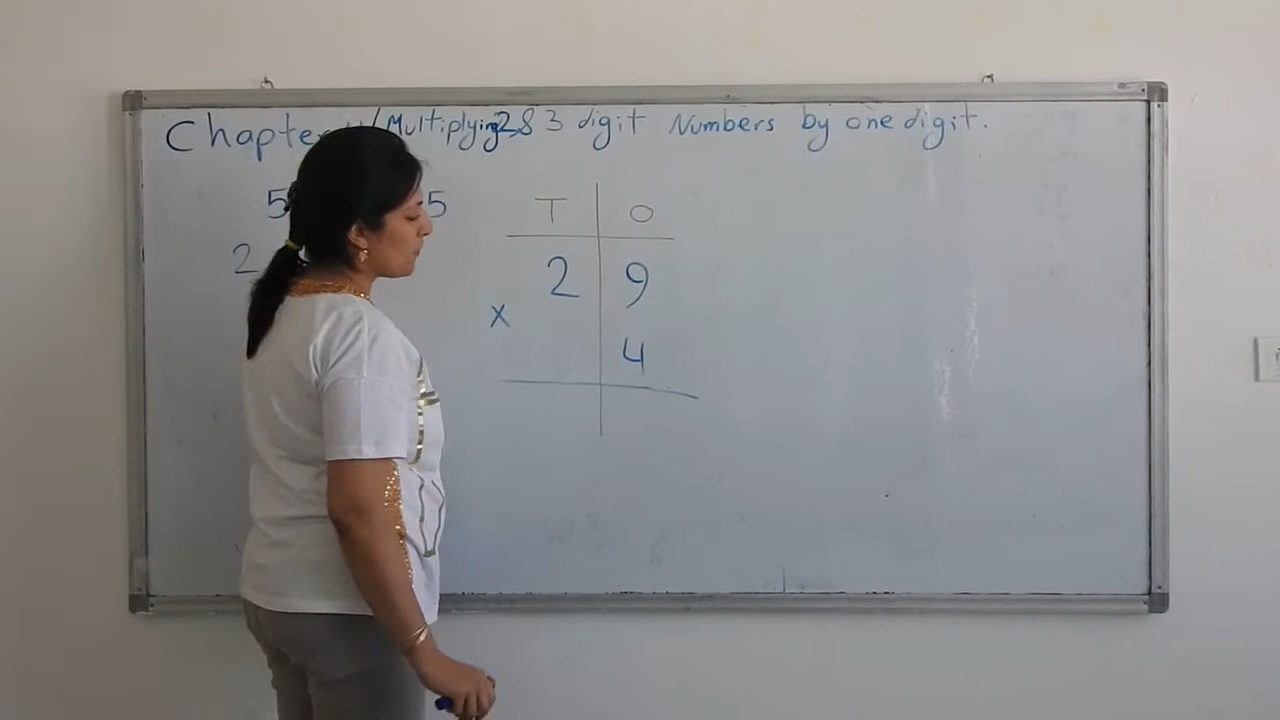 Chapter / Multiplying 2 & 3 digit Numbers by one digit.
5 5 T O
2 2 9
x
4